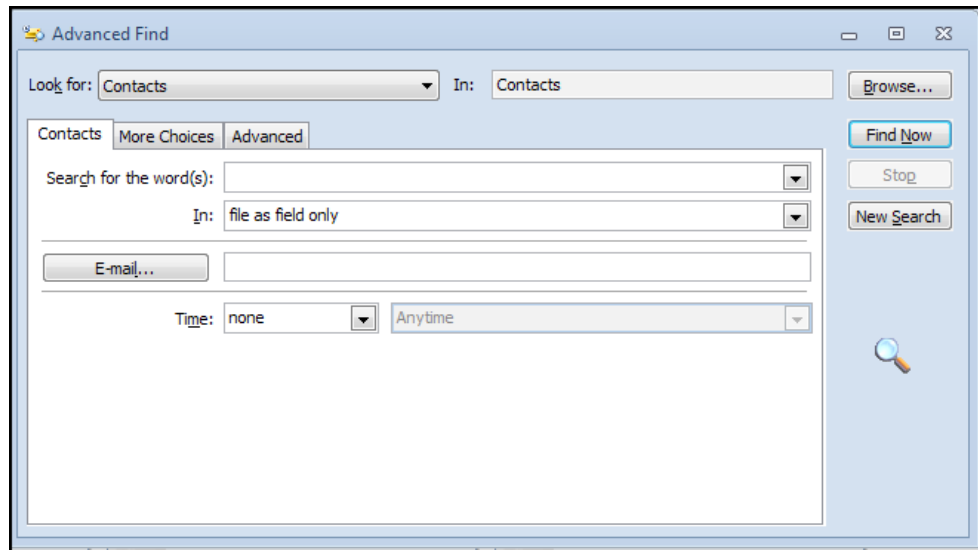 Advanced Find
Look for: Contacts In: Contacts Browse...
Contacts More Choices Advanced Find Now
Search for the word(s): Stop
In: file as field only New Search
E-mail...
Time: none Anytime